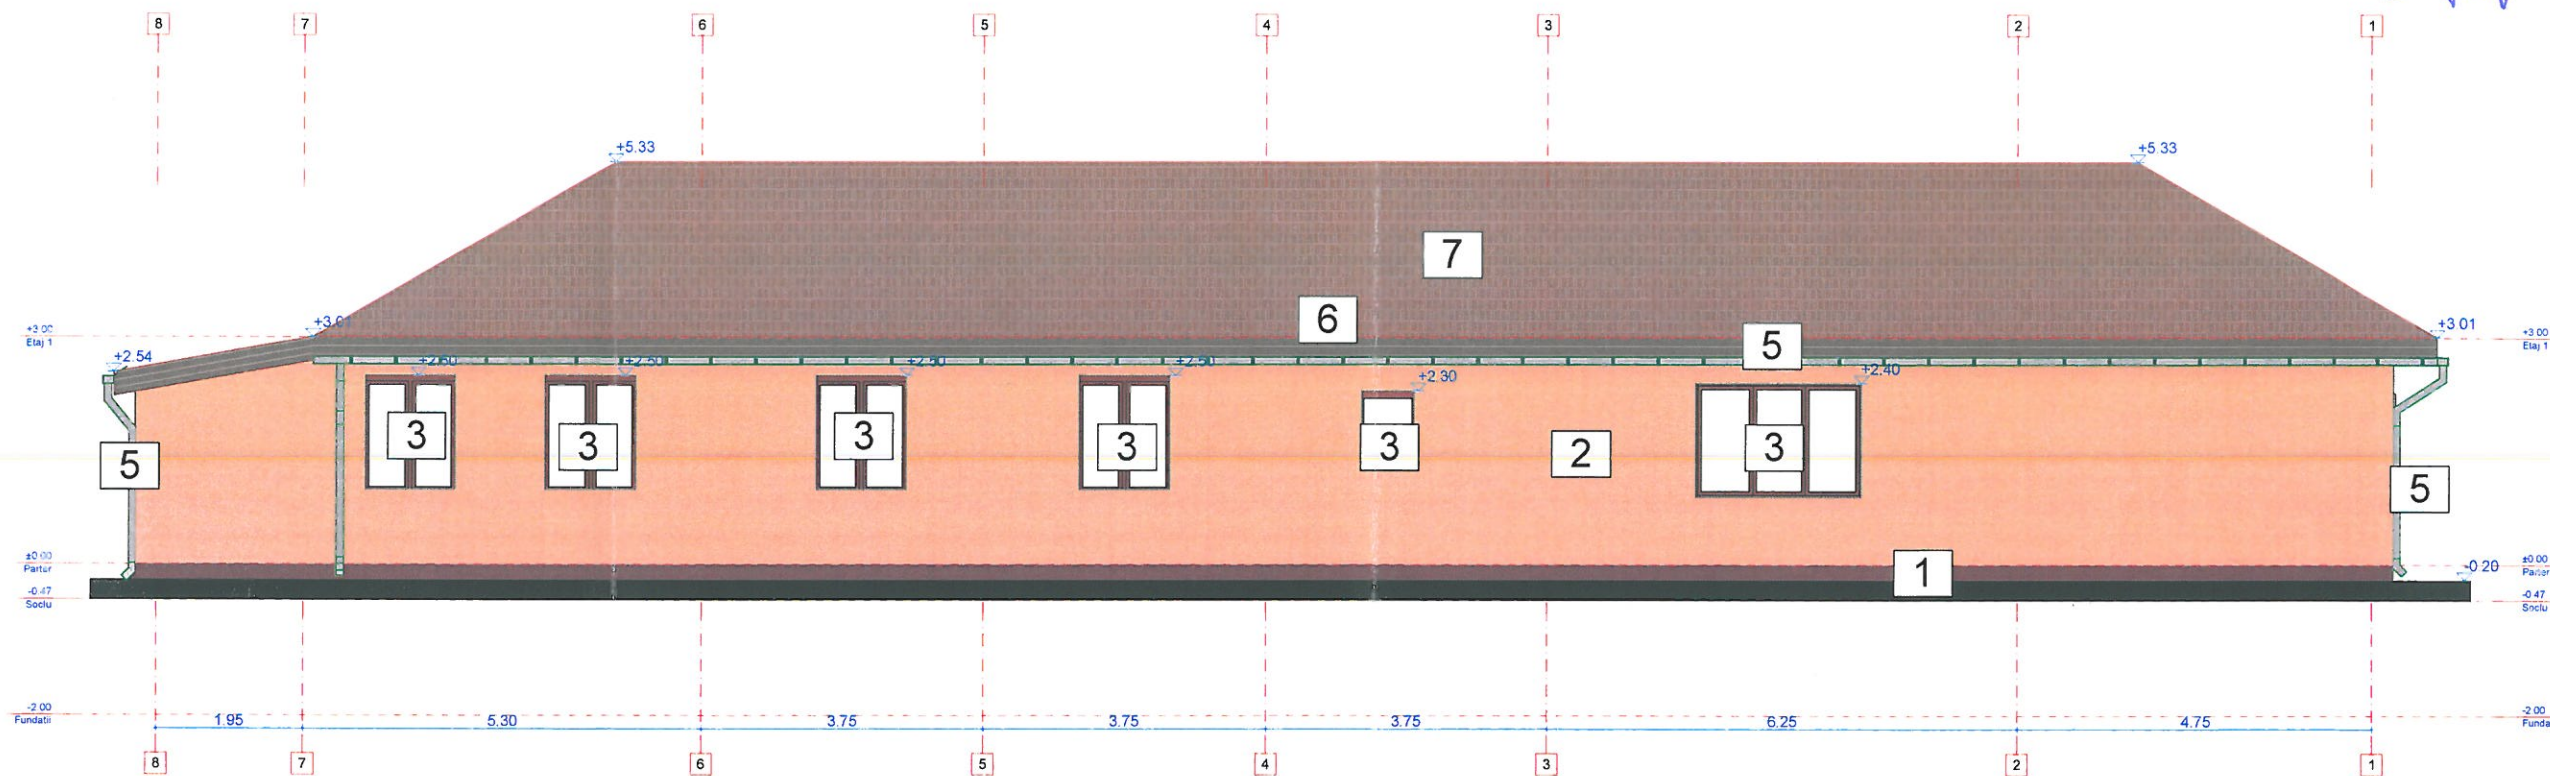 8 7 6 5 4 3 2 1
+5.33 +5.33
7
6
+3.00 +3.01 5 +3.01 +3.00
Etaj 1 Etaj 1
+2.54 +2.50 +2.50 +2.50 +2.50 +2.30 +2.40
5 3 3 3 3 3 2 3 5
±0.00 ±0.00
Parter -0.20 Parter
1
-0.47 -0.47
Soclu Soclu
-2.00 -2.00
Fundatii Funda
1.95 5.30 3.75 3.75 3.75 6.25 4.75
8 7 6 5 4 3 2 1